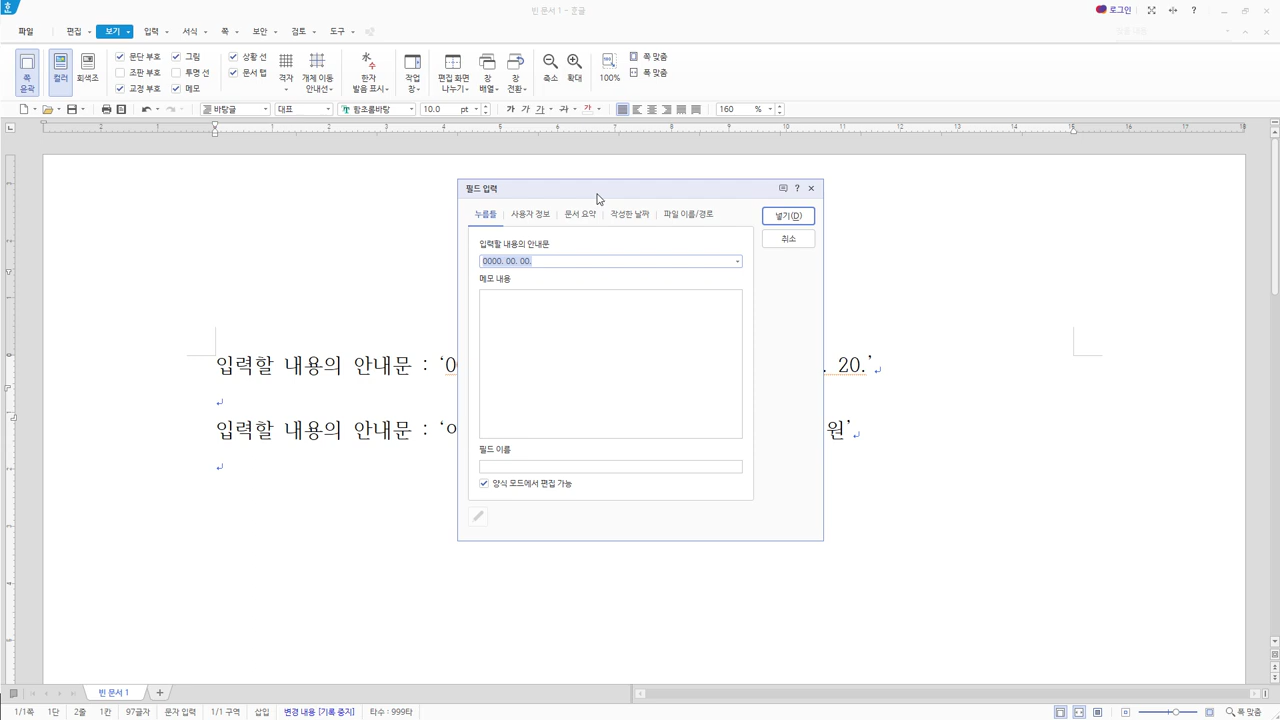 빈 문서 1 - 한글
로그인
파일 편집 보기 입력 서식 쪽 보안 검토 도구
쪽 윤곽
컬러
회색조
문단 부호
조판 부호
교정 부호
그림
투명 선
메모
상황 선
문서 탭
격자
개체 이동 안내선
한자 발음 표시
작업 창
편집 화면 나누기
창 배열
창 전환
축소
확대
100%
쪽 맞춤
폭 맞춤
바탕글 대표 함초롬바탕 10.0 pt 가 가 가 가 가 160 %
필드 입력
누름틀 사용자 정보 문서 요약 작성한 날짜 파일 이름/경로
넣기(D)
취소
입력할 내용의 안내문
0000. 00. 00.
메모 내용
입력할 내용의 안내문 : ‘0 . 20.’
입력할 내용의 안내문 : ‘이 원’
필드 이름
양식 모드에서 편집 가능
빈 문서 1
1/1쪽 1단 2줄 1칸 97글자 문자 입력 1/1 구역 삽입 변경 내용 [기록 중지] 타수 : 999타 폭 맞춤